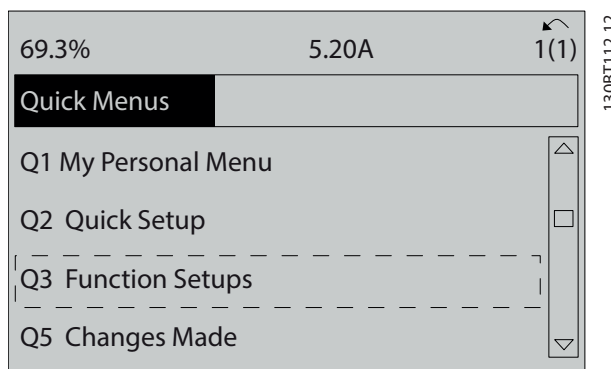 69.3% 5.20A 1(1)
Quick Menus
Q1 My Personal Menu
Q2 Quick Setup
Q3 Function Setups
Q5 Changes Made
130BT112.12